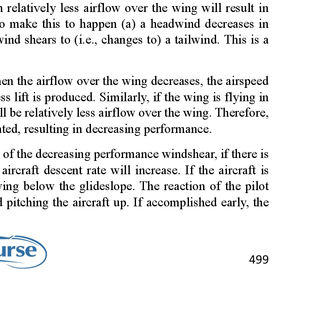 relatively less airflow over the wing will result in
o make this to happen (a) a headwind decreases in
wind shears to (i.e., changes to) a tailwind. This is a
en the airflow over the wing decreases, the airspeed
ss lift is produced. Similarly, if the wing is flying in
ll be relatively less airflow over the wing. Therefore,
ted, resulting in decreasing performance.
of the decreasing performance windshear, if there is
aircraft descent rate will increase. If the aircraft is
ing below the glideslope. The reaction of the pilot
pitching the aircraft up. If accomplished early, the
urse
499